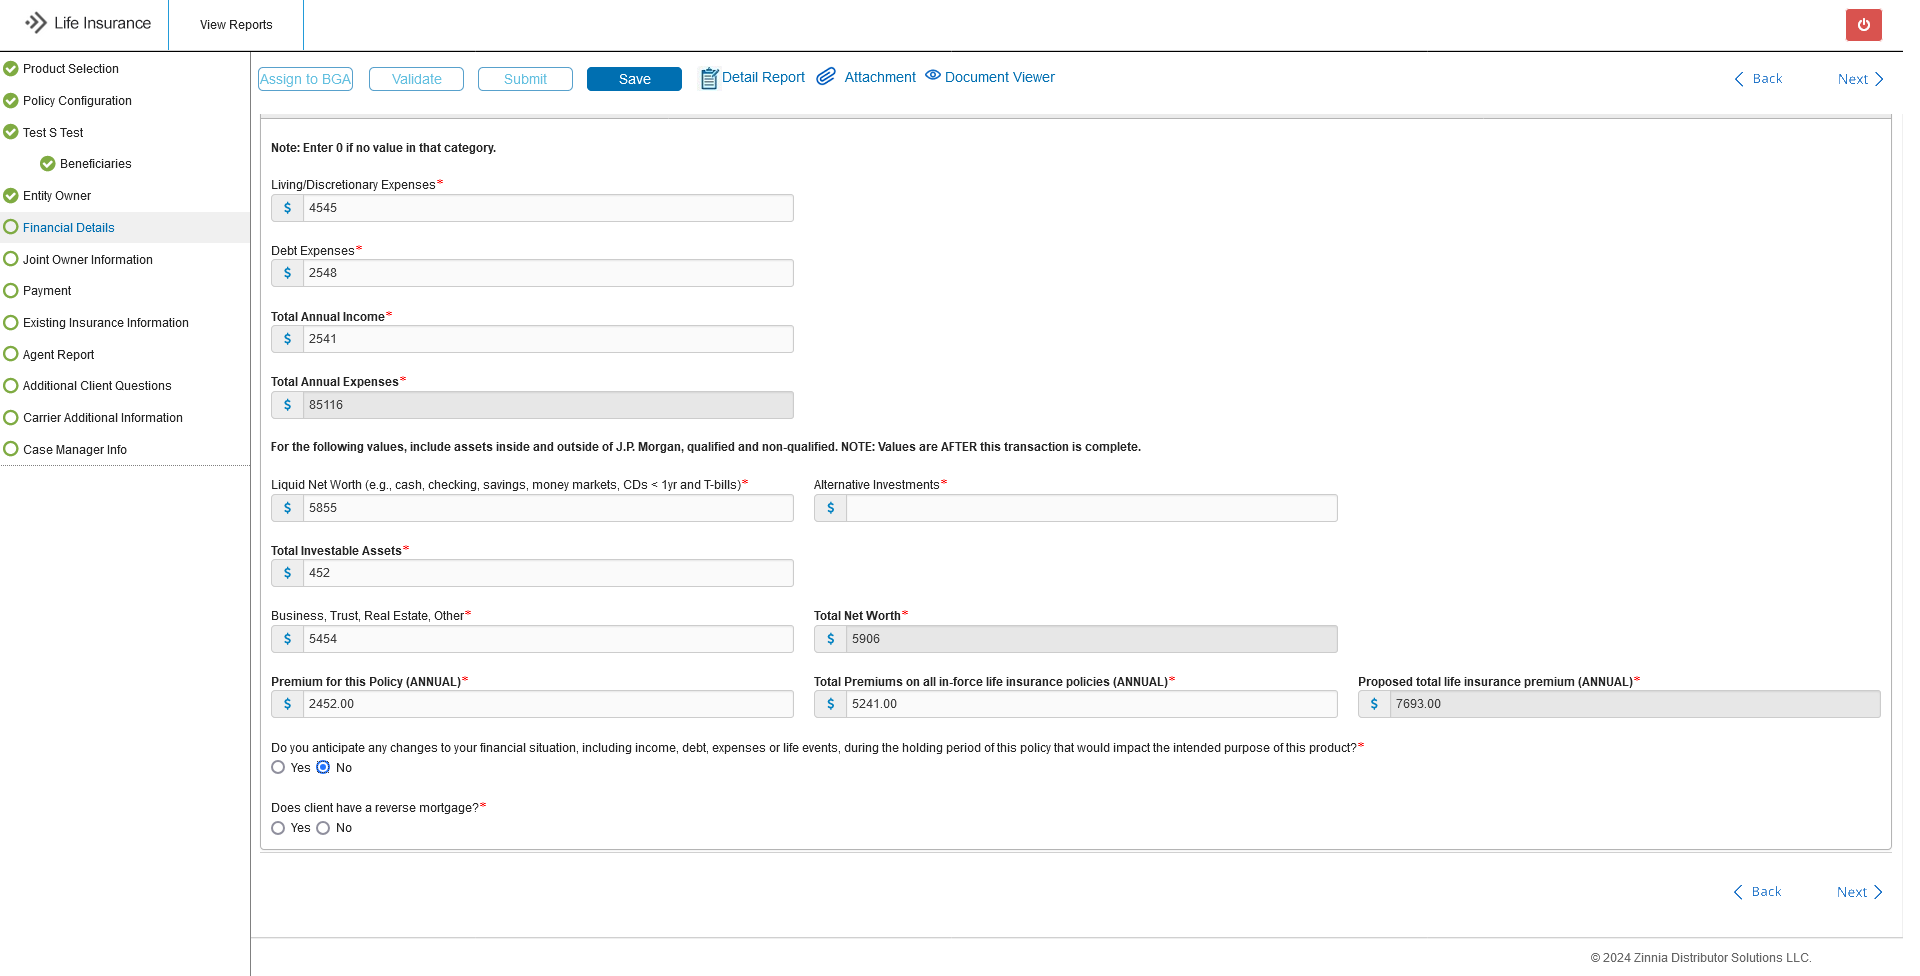 Life Insurance
View Reports
Product Selection
Policy Configuration
Test S Test
Beneficiaries
Entity Owner
Financial Details
Joint Owner Information
Payment
Existing Insurance Information
Agent Report
Additional Client Questions
Carrier Additional Information
Case Manager Info
Assign to BGA Validate Submit Save Detail Report Attachment Document Viewer Back Next
Note: Enter 0 if no value in that category.
Living/Discretionary Expenses*
$ 4545
Debt Expenses*
$ 2548
Total Annual Income*
$ 2541
Total Annual Expenses*
$ 85116
For the following values, include assets inside and outside of J.P. Morgan, qualified and non-qualified. NOTE: Values are AFTER this transaction is complete.
Liquid Net Worth (e.g., cash, checking, savings, money markets, CDs < 1yr and T-bills)* Alternative Investments*
$ 5855 $
Total Investable Assets*
$ 452
Business, Trust, Real Estate, Other* Total Net Worth*
$ 5454 $ 5906
Premium for this Policy (ANNUAL)* Total Premiums on all in-force life insurance policies (ANNUAL)* Proposed total life insurance premium (ANNUAL)*
$ 2452.00 $ 5241.00 $ 7693.00
Do you anticipate any changes to your financial situation, including income, debt, expenses or life events, during the holding period of this policy that would impact the intended purpose of this product?*
Yes No
Does client have a reverse mortgage?*
Yes No
Back Next
© 2024 Zinnia Distributor Solutions LLC.